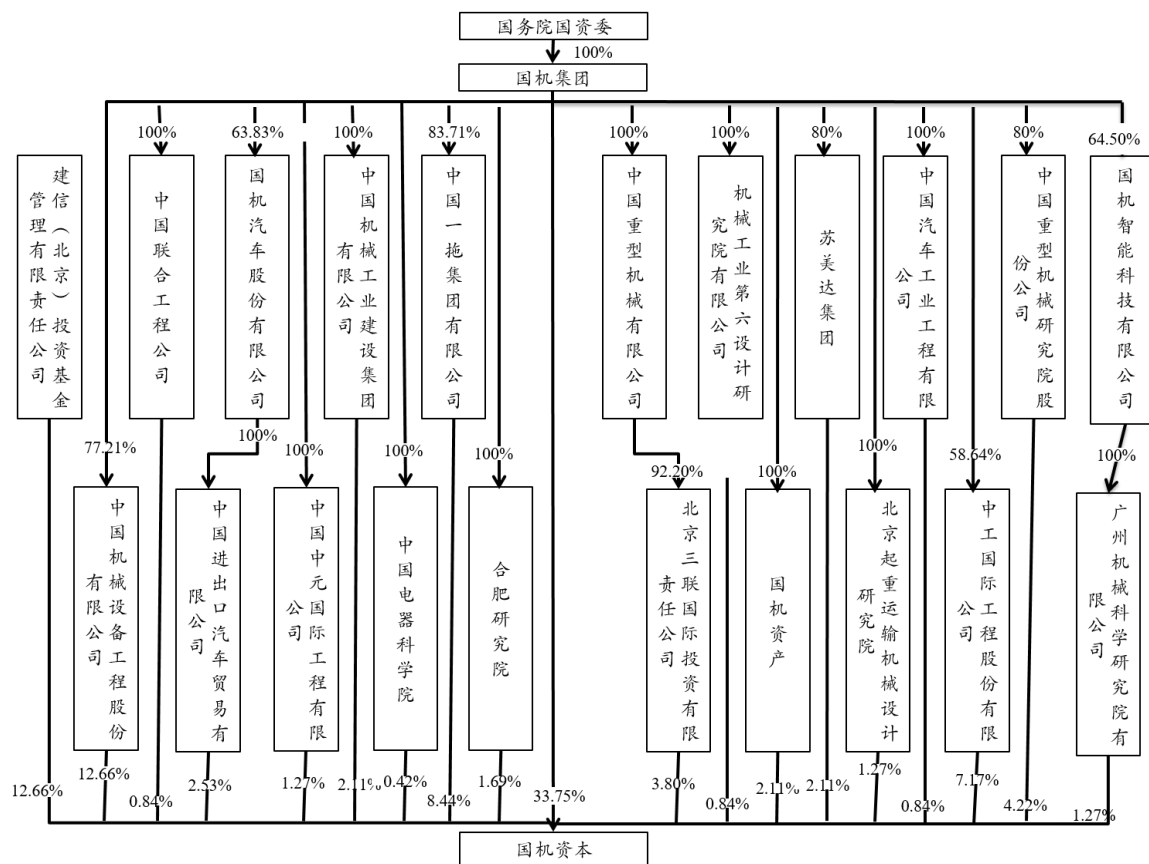 国务院国资委
100%
国机集团
100%
63.83%
100%
83.71%
100%
100%
80%
100%
80%
64.50%
建信（北京）投资基金
管理有限责任公司
中国联合工程公司
国机汽车股份有限公司
中国机械工业建设集团
有限公司
中国一拖集团有限公司
中国重型机械有限公司
机械工业第六设计研
究院有限公司
苏美达集团
中国汽车工业工程有限
公司
中国重型机械研究院股
份公司
国机智能科技有限公司
77.21%
100%
100%
100%
100%
92.20%
100%
100%
58.64%
100%
中国机械设备工程股份
有限公司
中国进出口汽车贸易有
限公司
中国中元国际工程有限
公司
中国电器科学院
合肥研究院
北京三联国际投资有限
责任公司
国机资产
北京起重运输机械设计
研究院
中工国际工程股份有限
公司
广州机械科学研究院有
限公司
12.66%
12.66%
0.84%
2.53%
1.27%
2.11%
0.42%
8.44%
1.69%
33.75%
3.80%
0.84%
2.11%
2.11%
1.27%
0.84%
7.17%
4.22%
1.27%
国机资本